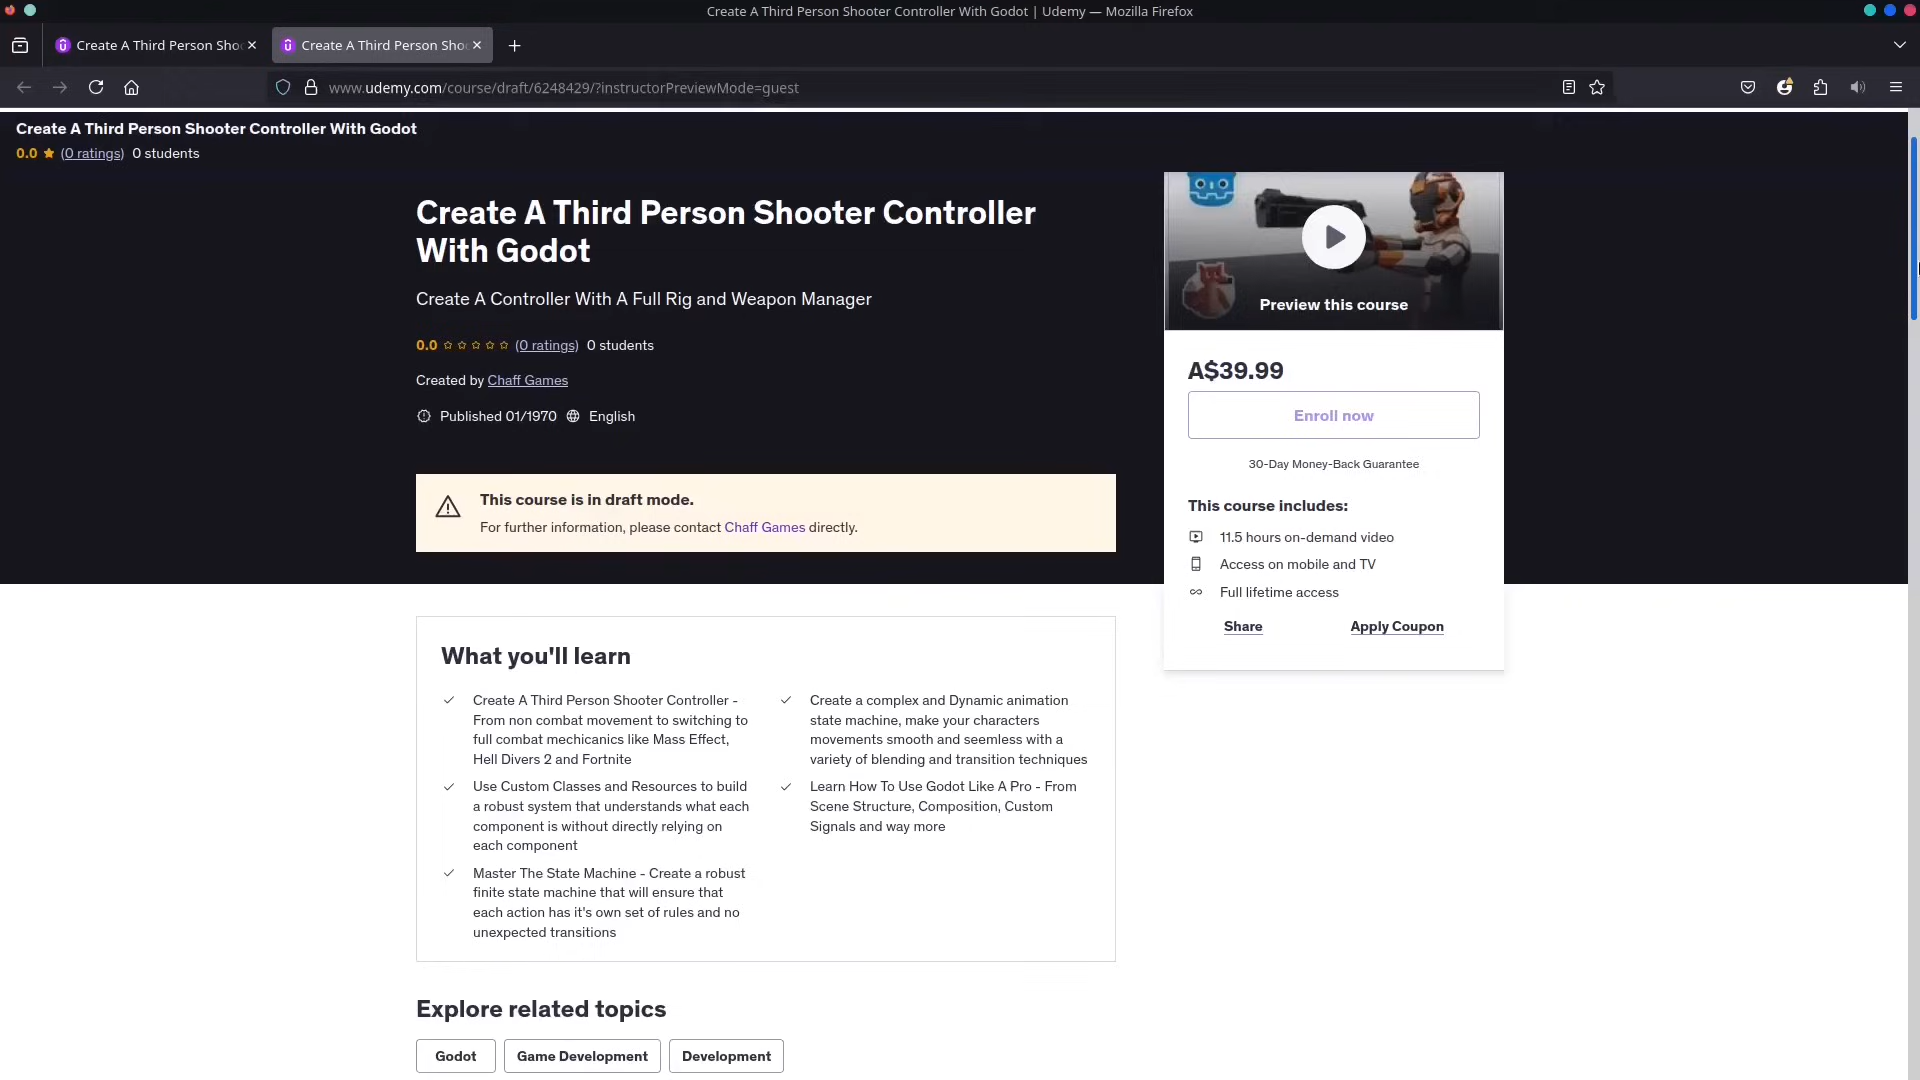 Create A Third Person Shooter Controller With Godot | Udemy — Mozilla Firefox
Create A Third Person Sho
Create A Third Person Sho
www.udemy.com/course/draft/6248429/?instructorPreviewMode=guest
Create A Third Person Shooter Controller With Godot
0.0 (0 ratings) 0 students
Create A Third Person Shooter Controller
With Godot
Create A Controller With A Full Rig and Weapon Manager
0.0 (0 ratings) 0 students
Created by Chaff Games
Published 01/1970 English
This course is in draft mode.
For further information, please contact Chaff Games directly.
Preview this course
A$39.99
Enroll now
30-Day Money-Back Guarantee
This course includes:
11.5 hours on-demand video
Access on mobile and TV
Full lifetime access
Share
Apply Coupon
What you'll learn
Create A Third Person Shooter Controller -
From non combat movement to switching to
full combat mechicanics like Mass Effect,
Hell Divers 2 and Fortnite
Create a complex and Dynamic animation
state machine, make your characters
movements smooth and seemless with a
variety of blending and transition techniques
Use Custom Classes and Resources to build
a robust system that understands what each
component is without directly relying on
each component
Learn How To Use Godot Like A Pro - From
Scene Structure, Composition, Custom
Signals and way more
Master The State Machine - Create a robust
finite state machine that will ensure that
each action has it's own set of rules and no
unexpected transitions
Explore related topics
Godot
Game Development
Development